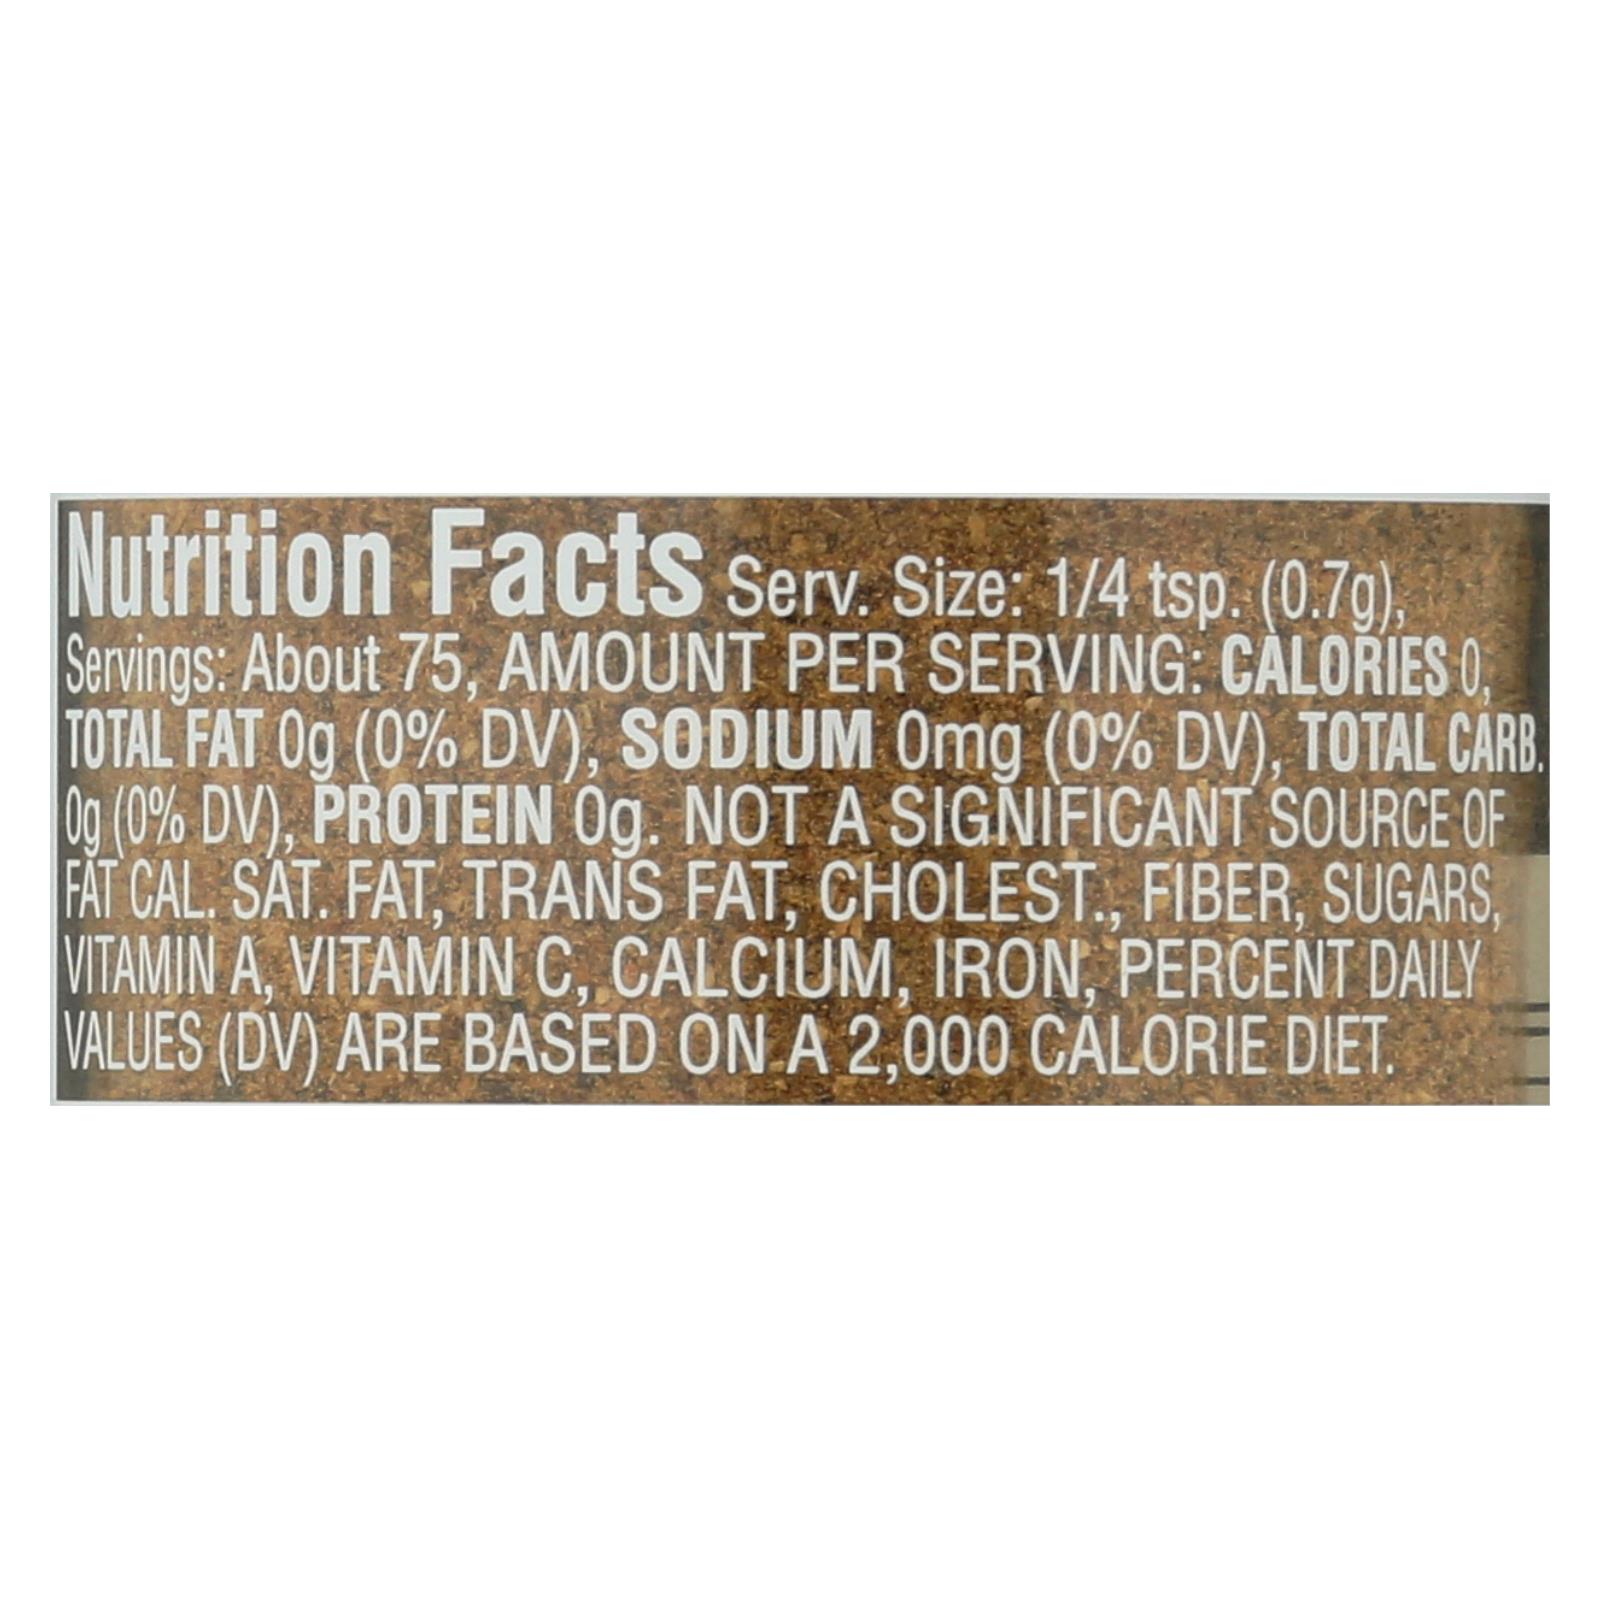 Nutrition Facts Serv. Size: 1/4 tsp. (0.7g),
Servings: About 75, AMOUNT PER SERVING: CALORIES 0,
TOTAL FAT 0g (0% DV), SODIUM 0mg (0% DV), TOTAL CARB.
0g (0% DV), PROTEIN 0g. NOT A SIGNIFICANT SOURCE OF
FAT CAL. SAT. FAT, TRANS FAT, CHOLEST., FIBER, SUGARS,
VITAMIN A, VITAMIN C, CALCIUM, IRON, PERCENT DAILY
VALUES (DV) ARE BASED ON A 2,000 CALORIE DIET.